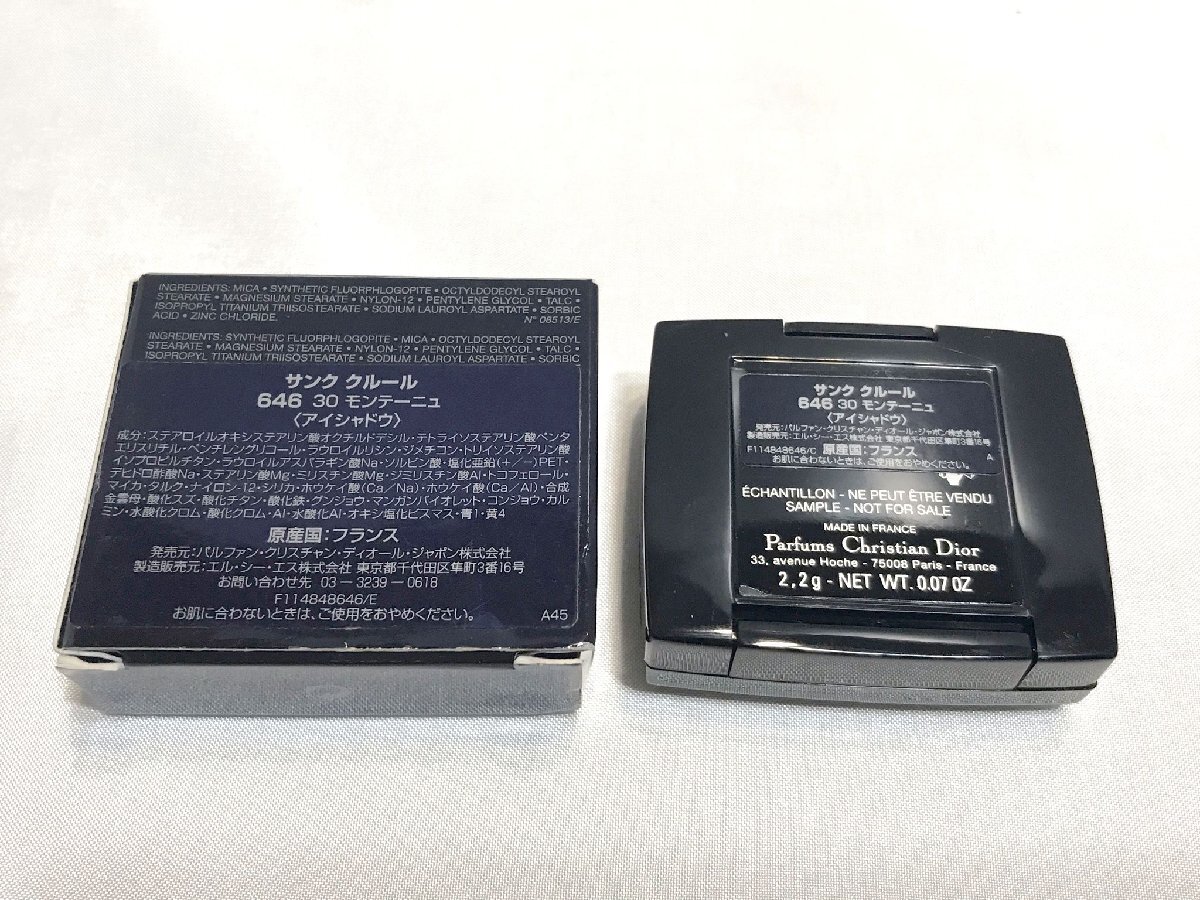 INGREDIENTS: MICA • SYNTHETIC FLUORPHLOGOPITE • OCTYLDODECYL STEAROYL
STEARATE • MAGNESIUM STEARATE • NYLON-12 • PENTYLENE GLYCOL • TALC •
ISOPROPYL TITANIUM TRIISOSTEARATE • SODIUM LAUROYL ASPARTATE • SORBIC
ACID • ZINC CHLORIDE.
N° 08513/E
INGREDIENTS: SYNTHETIC FLUORPHLOGOPITE • MICA • OCTYLDODECYL STEAROYL
STEARATE • MAGNESIUM STEARATE • NYLON-12 • PENTYLENE GLYCOL • TALC •
ISOPROPYL TITANIUM TRIISOSTEARATE • SODIUM LAUROYL ASPARTATE • SORBIC
サンク クルール
646 30 モンテーニュ
〈アイシャドウ〉
成分:ステアロイルオキシステアリン酸オクチルドデシル・テトライソステアリン酸ペンタ
エリスリチル・ペンチレングリコール・ラウロイルリシン・ジメチコン・トリイソステアリン酸
イソプロピルチタン・ラウロイルアスパラギン酸Na・ソルビン酸・塩化亜鉛(+/-)PET・
デヒドロ酢酸Na・ステアリン酸Mg・ミリスチン酸Mg・ジミリスチン酸Al・トコフェロール・
マイカ・タルク・ナイロン-12・シリカ・ホウケイ酸(Ca/Na)・ホウケイ酸(Ca/Al)・合成
金雲母・酸化スズ・酸化チタン・酸化鉄・グンジョウ・マンガンバイオレット・コンジョウ・カル
ミン・水酸化クロム・酸化クロム・Al・水酸化Al・オキシ塩化ビスマス・青1・黄4
原産国:フランス
発売元:パルファン・クリスチャン・ディオール・ジャポン株式会社
製造販売元:エル・シー・エス株式会社 東京都千代田区隼町3番16号
お問い合わせ先 03-3239-0618
F114848646/E
お肌に合わないときは、ご使用をおやめください。 A45
サンク クルール
646 30 モンテーニュ
〈アイシャドウ〉
発売元:パルファン・クリスチャン・ディオール・ジャポン株式会社
製造販売元:エル・シー・エス株式会社 東京都千代田区隼町3番16号
F114848646/C 原産国:フランス
お肌に合わないときは、ご使用をおやめください。 A
ÉCHANTILLON - NE PEUT ÊTRE VENDU
SAMPLE - NOT FOR SALE
MADE IN FRANCE
Parfums Christian Dior
33, avenue Hoche - 75008 Paris - France
2,2g - NET WT. 0.07 OZ